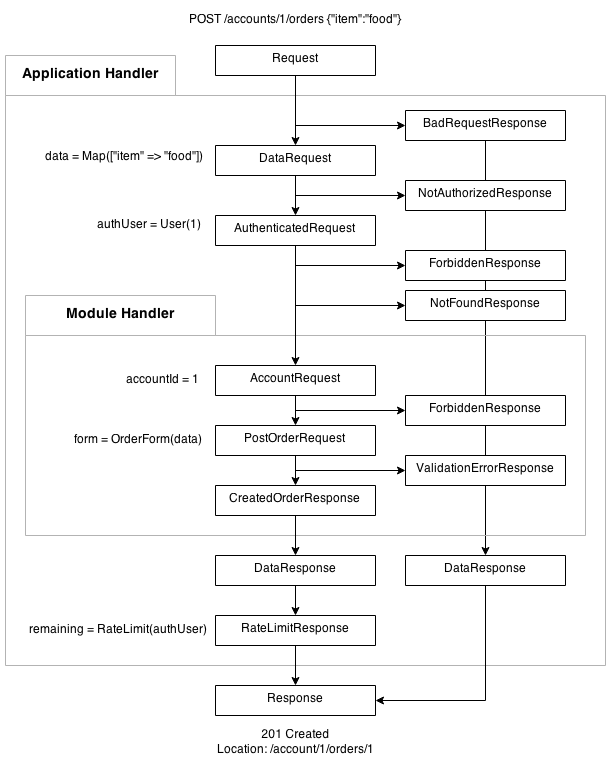 POST /accounts/1/orders {"item":"food"}
Request
Application Handler
BadRequestResponse
data = Map(["item" => "food"])
DataRequest
NotAuthorizedResponse
authUser = User(1)
AuthenticatedRequest
ForbiddenResponse
NotFoundResponse
Module Handler
accountId = 1
AccountRequest
ForbiddenResponse
form = OrderForm(data)
PostOrderRequest
ValidationErrorResponse
CreatedOrderResponse
DataResponse
DataResponse
remaining = RateLimit(authUser)
RateLimitResponse
Response
201 Created
Location: /account/1/orders/1